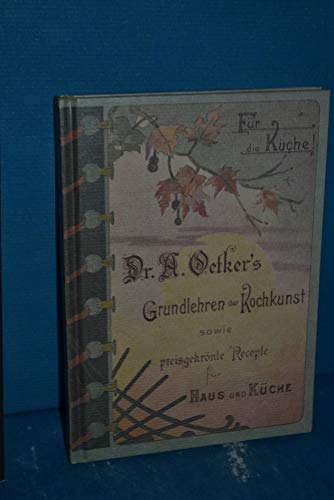 Für
die Küche!
Dr. A. Oetker's
Grundlehren der Kochkunst
sowie
preisgekrönte Recepte
für
Haus und Küche